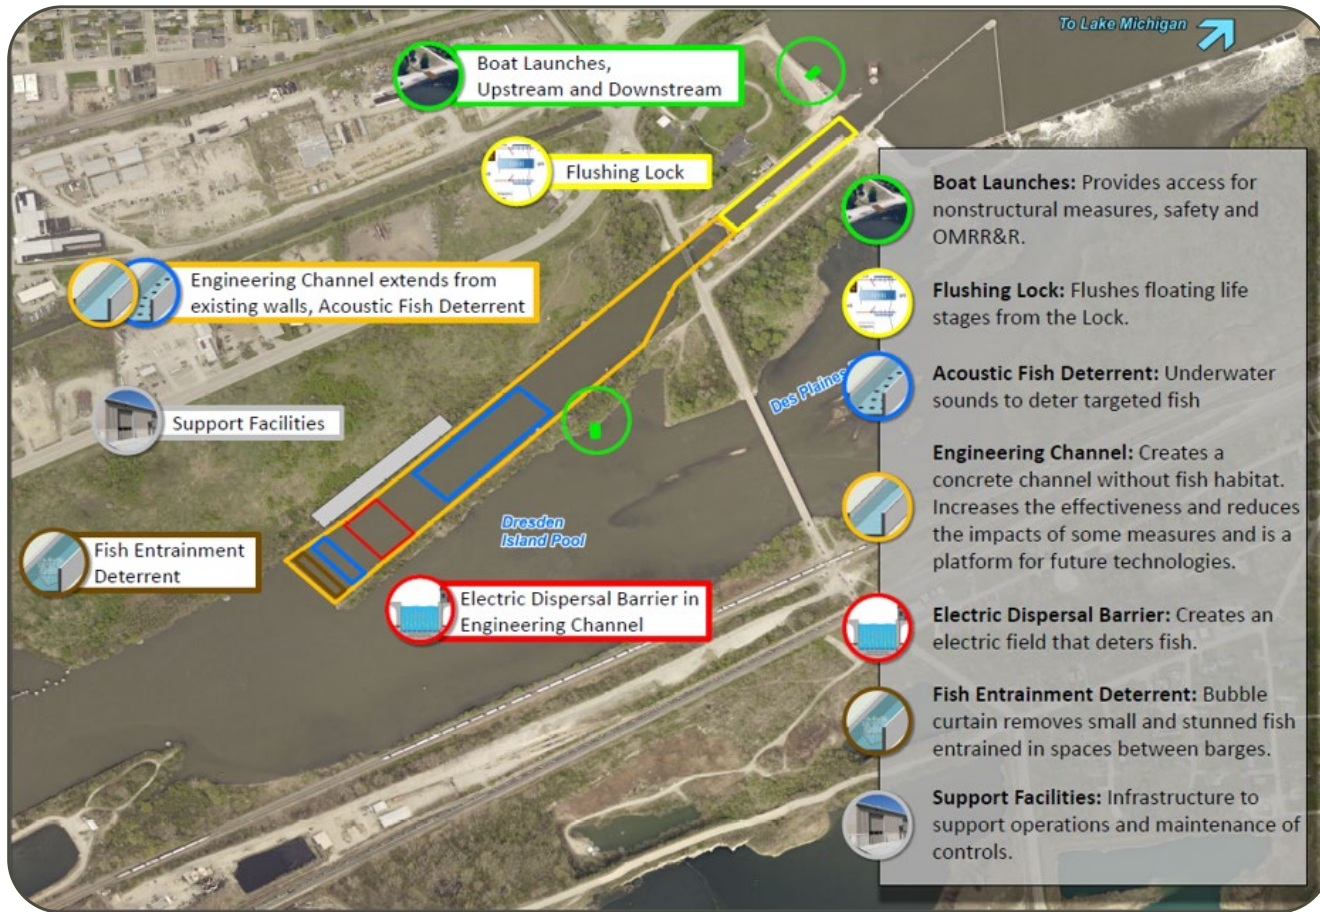 To Lake Michigan
Boat Launches,
Upstream and Downstream
Flushing Lock
Engineering Channel extends from
existing walls, Acoustic Fish Deterrent
Support Facilities
Fish Entrainment
Deterrent
Electric Dispersal Barrier in
Engineering Channel
Dresden
Island Pool
Des Plaines
Boat Launches: Provides access for
nonstructural measures, safety and
OMRR&R.
Flushing Lock: Flushes floating life
stages from the Lock.
Acoustic Fish Deterrent: Underwater
sounds to deter targeted fish
Engineering Channel: Creates a
concrete channel without fish habitat.
Increases the effectiveness and reduces
the impacts of some measures and is a
platform for future technologies.
Electric Dispersal Barrier: Creates an
electric field that deters fish.
Fish Entrainment Deterrent: Bubble
curtain removes small and stunned fish
entrained in spaces between barges.
Support Facilities: Infrastructure to
support operations and maintenance of
controls.